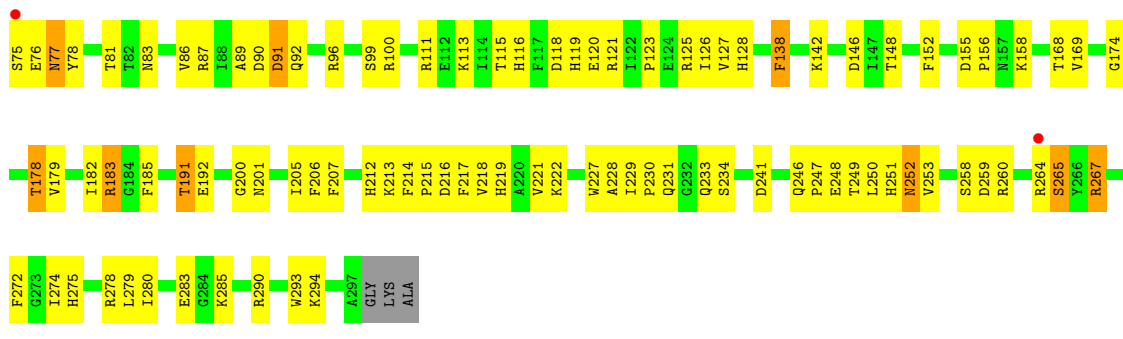 S75 E76 N77 Y78 T81 T82 N83 V86 R87 I88 A89 D90 D91 Q92 R96 S99 R100 R111 E112 K113 I114 T115 H116 F117 D118 H119 E120 R121 I122 P123 E124 R125 I126 V127 H128 F138 K142 D146 I147 T148 F152 D155 P156 N157 K158 T168 V169 G174
T178 V179 I182 R183 G184 F185 T191 E192 G200 N201 I205 F206 F207 H212 K213 F214 P215 D216 F217 V218 H219 A220 V221 K222 W227 A228 I229 P230 Q231 G232 Q233 S234 D241 Q246 P247 E248 T249 L250 H251 N252 V253 S258 D259 R260 R264 S265 Y266 R267
F272 G273 I274 H275 R278 L279 I280 E283 G284 K285 R290 W293 K294 A297 GLY LYS ALA